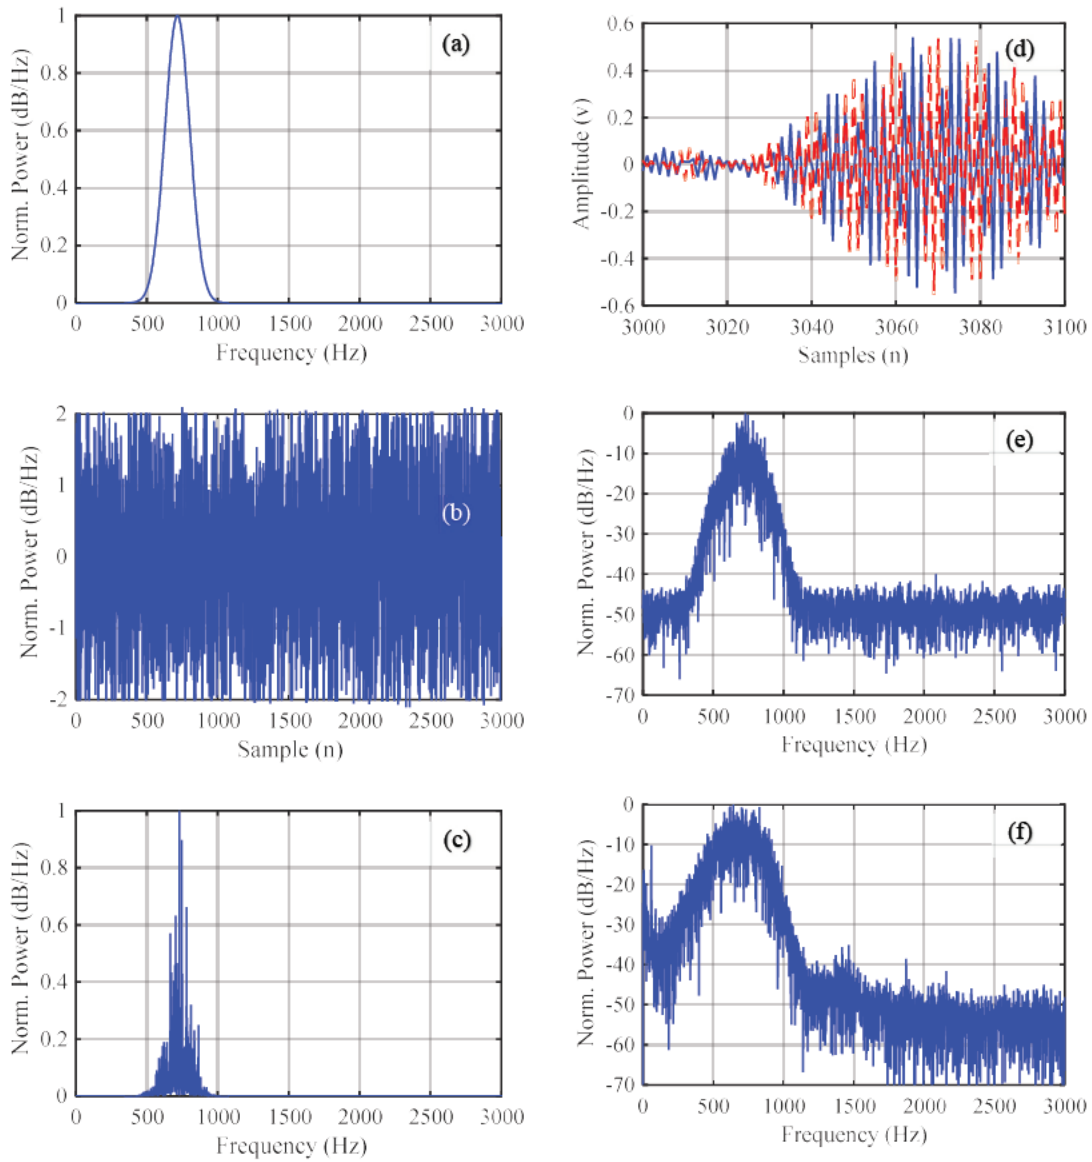 (a)
Norm. Power (dB/Hz)
1
0.8
0.6
0.4
0.2
0
0 500 1000 1500 2000 2500 3000
Frequency (Hz)
(d)
Amplitude (v)
0.6
0.4
0.2
0
-0.2
-0.4
-0.6
3000 3020 3040 3060 3080 3100
Samples (n)
(b)
Norm. Power (dB/Hz)
2
1
0
-1
-2
0 500 1000 1500 2000 2500 3000
Sample (n)
(e)
Norm. Power (dB/Hz)
0
-10
-20
-30
-40
-50
-60
-70
0 500 1000 1500 2000 2500 3000
Frequency (Hz)
(c)
Norm. Power (dB/Hz)
1
0.8
0.6
0.4
0.2
0
0 500 1000 1500 2000 2500 3000
Frequency (Hz)
(f)
Norm. Power (dB/Hz)
0
-10
-20
-30
-40
-50
-60
-70
0 500 1000 1500 2000 2500 3000
Frequency (Hz)